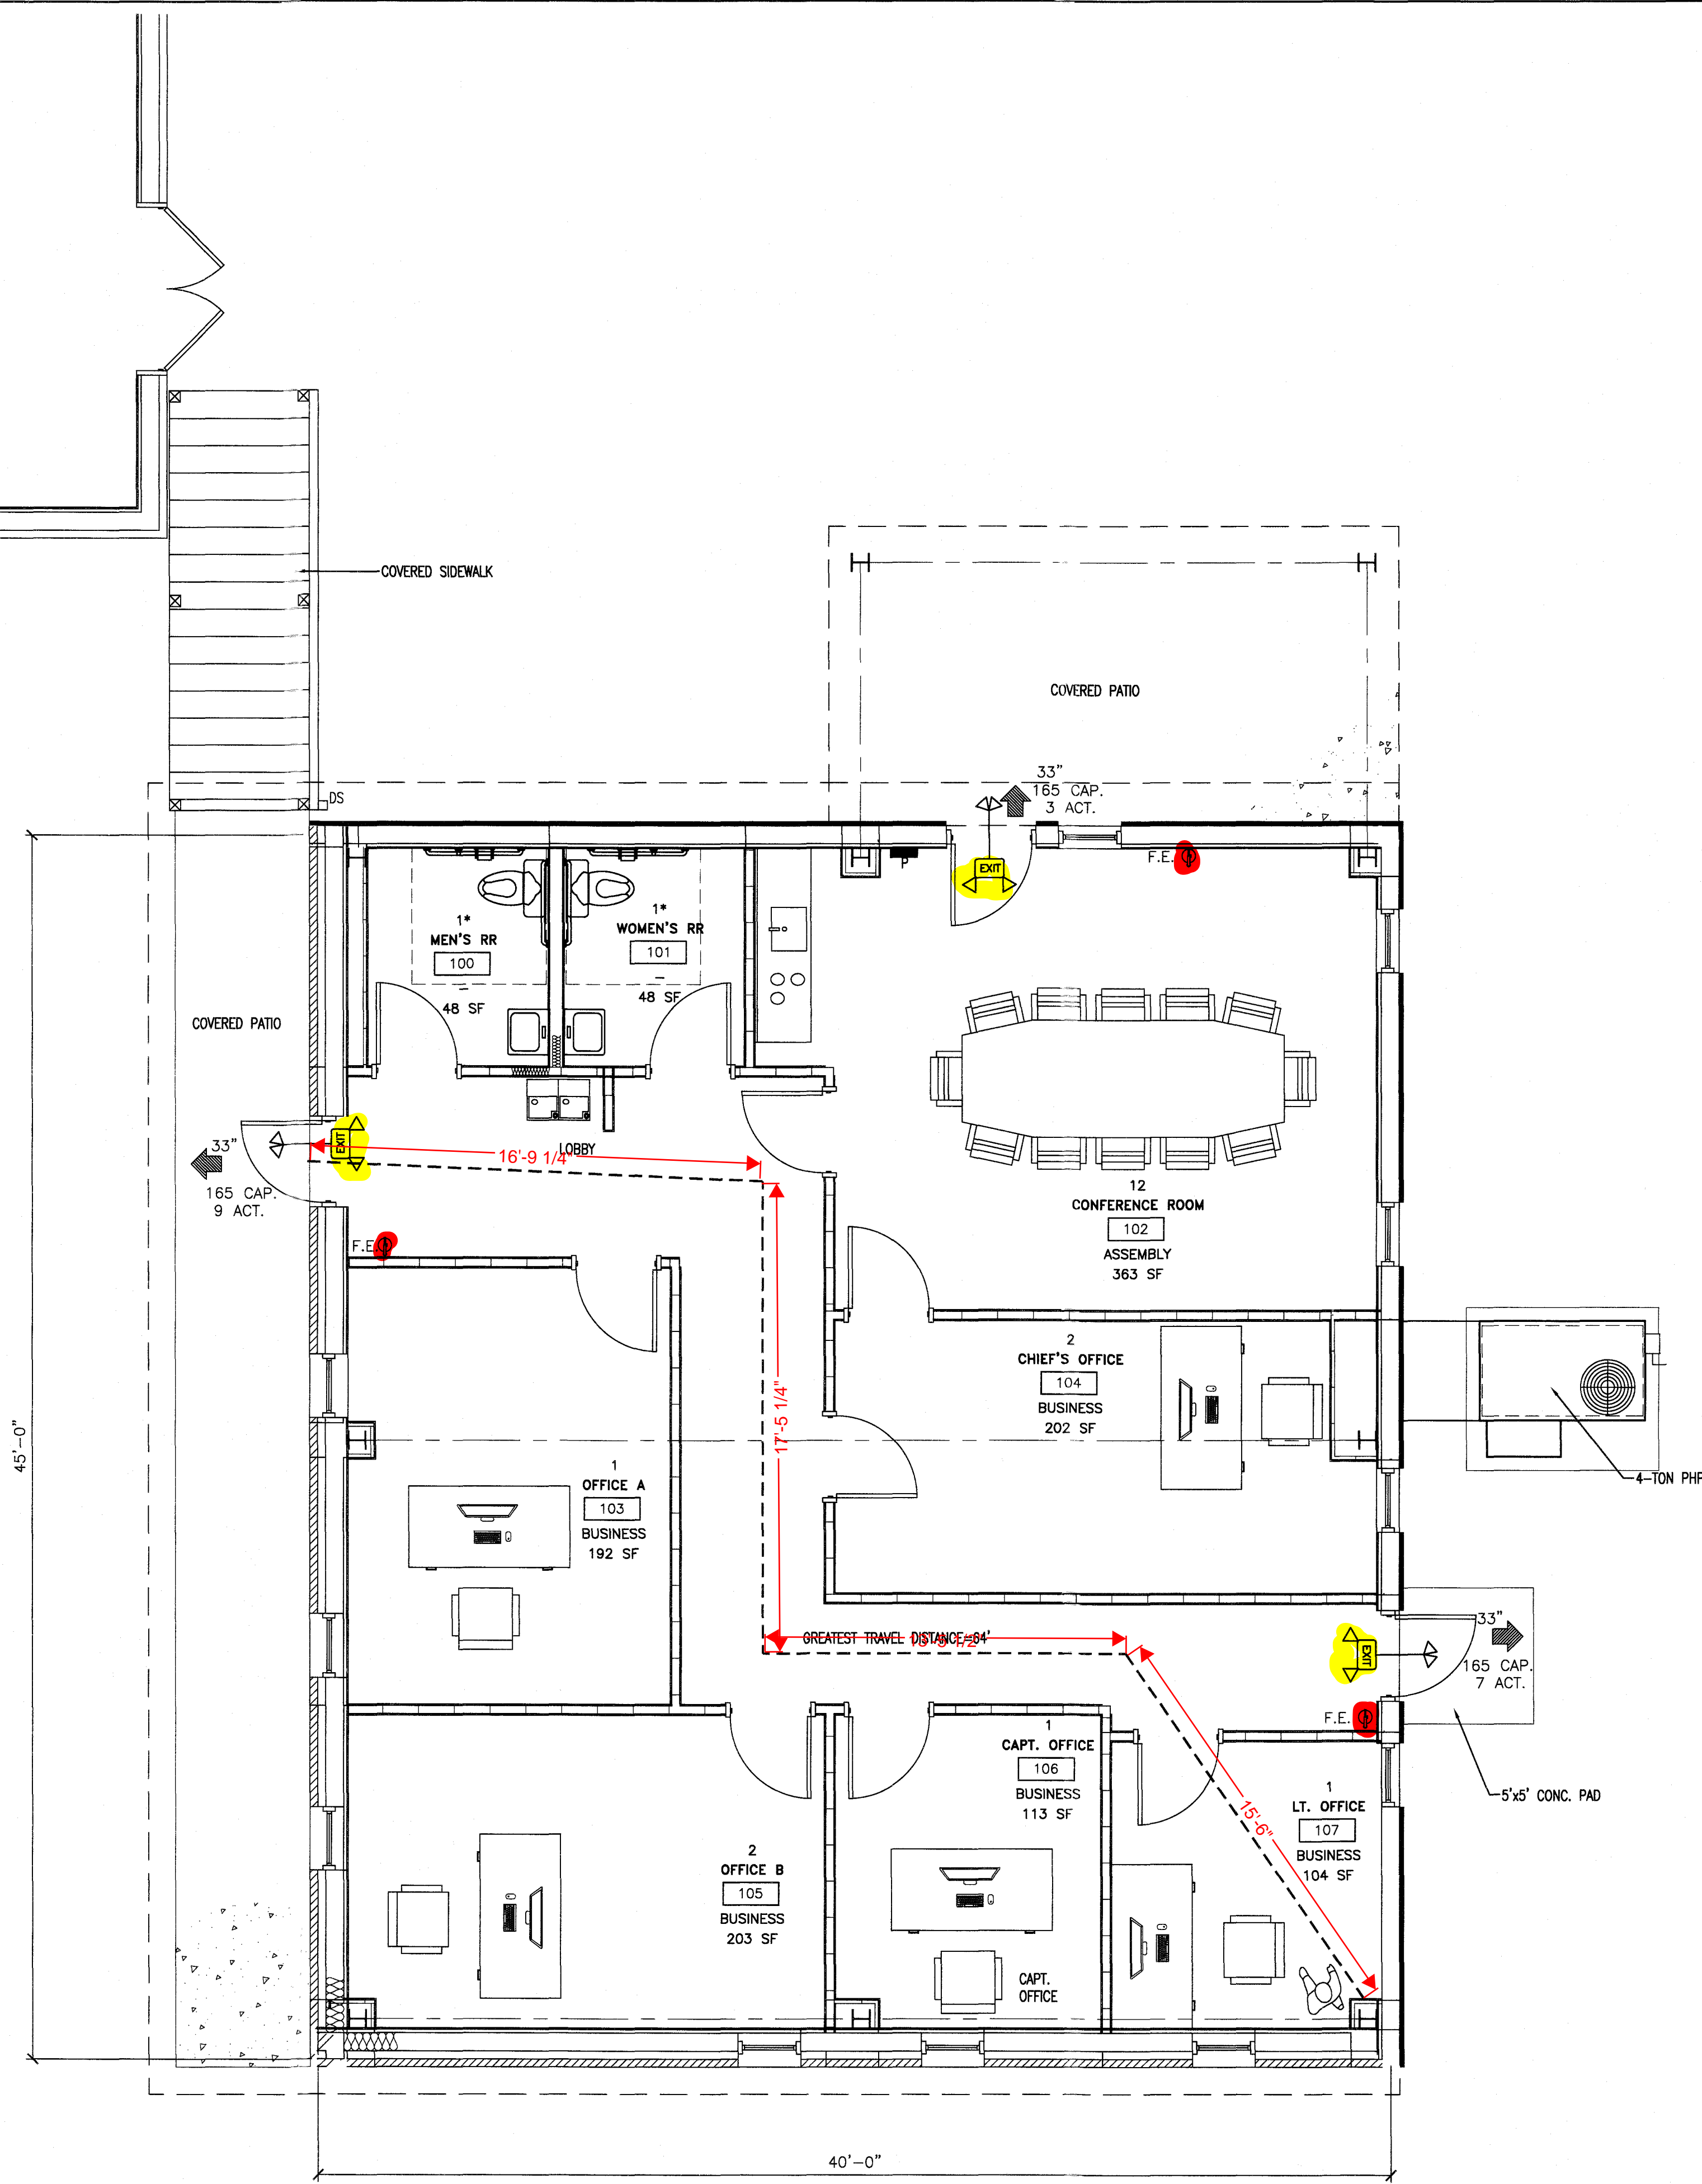 COVERED SIDEWALK
COVERED PATIO
33"
165 CAP.
3 ACT.
DS
EXIT
F.E.
P
1*
MEN'S RR
100
48 SF
1*
WOMEN'S RR
101
48 SF
COVERED PATIO
33"
165 CAP.
9 ACT.
EXIT
LOBBY
16'-9 1/4"
F.E.
12
CONFERENCE ROOM
102
ASSEMBLY
363 SF
2
CHIEF'S OFFICE
104
BUSINESS
202 SF
17'-5 1/4"
45'-0"
1
OFFICE A
103
BUSINESS
192 SF
4-TON PHP
GREATEST TRAVEL DISTANCE=64'
EXIT
33"
165 CAP.
7 ACT.
F.E.
1
CAPT. OFFICE
106
BUSINESS
113 SF
15'-6"
1
LT. OFFICE
107
BUSINESS
104 SF
5'x5' CONC. PAD
2
OFFICE B
105
BUSINESS
203 SF
CAPT.
OFFICE
40'-0"